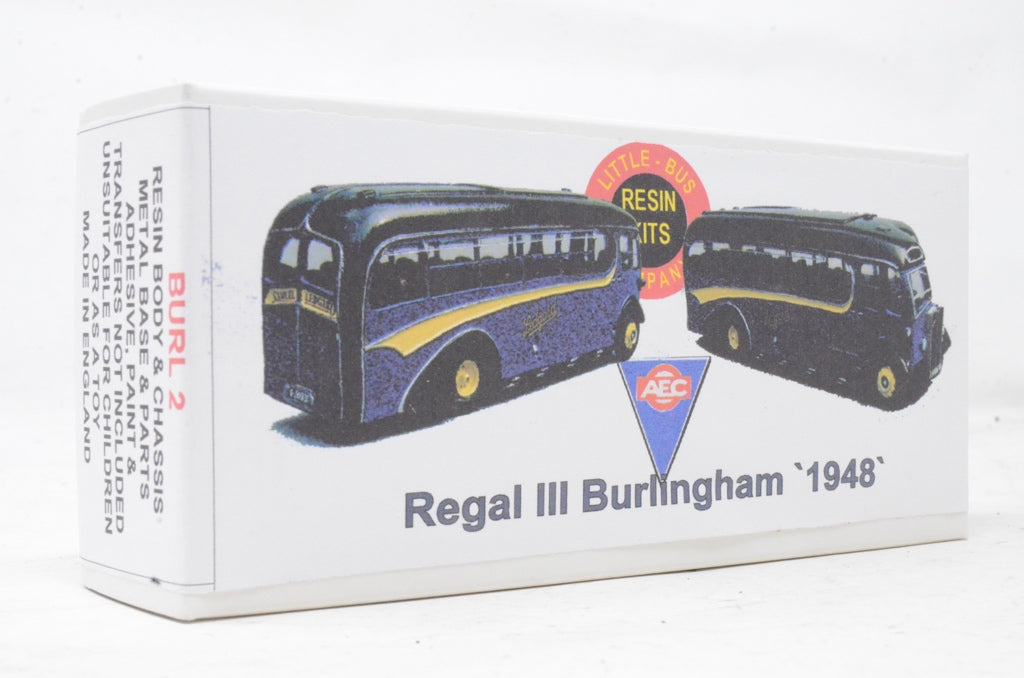 BURL 2
RESIN BODY & CHASSIS
METAL BASE & PARTS
ADHESIVE, PAINT &
TRANSFERS NOT INCLUDED
UNSUITABLE FOR CHILDREN
OR AS A TOY
MADE IN ENGLAND
LITTLE - BUS
RESIN
KITS
AEC
Regal III Burlingham `1948`